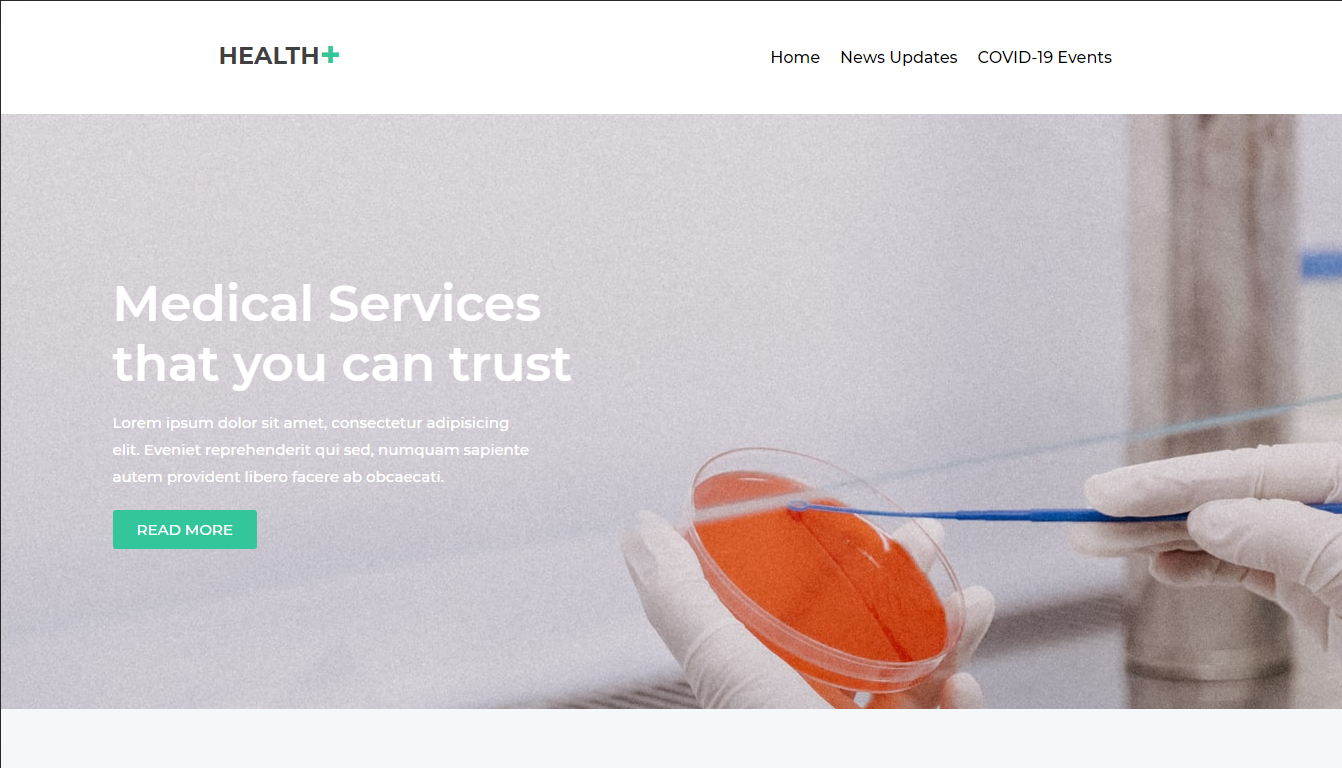 HEALTH+
Home News Updates COVID-19 Events
Medical Services
that you can trust
Lorem ipsum dolor sit amet, consectetur adipisicing
elit. Eveniet reprehenderit qui sed, numquam sapiente
autem provident libero facere ab obcaecati.
READ MORE